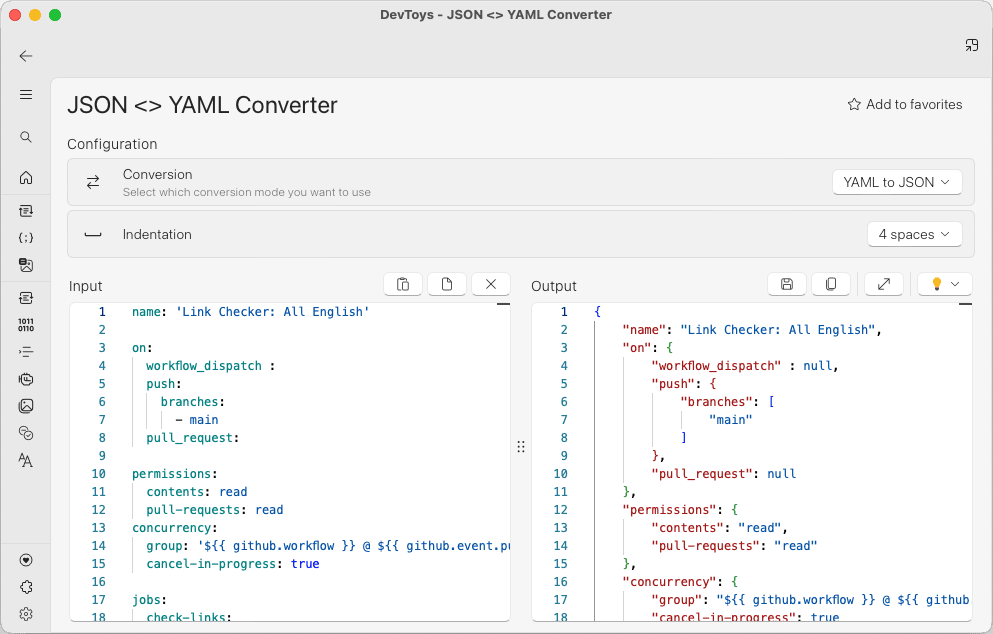 DevToys - JSON <> YAML Converter
JSON <> YAML Converter
Add to favorites
Configuration
Conversion
Select which conversion mode you want to use
YAML to JSON
Indentation
4 spaces
Input
1 name: 'Link Checker: All English'
2
3 on:
4 workflow_dispatch :
5 push:
6 branches:
7 - main
8 pull_request:
9
10 permissions:
11 contents: read
12 pull-requests: read
13 concurrency:
14 group: '${{ github.workflow }} @ ${{ github.event.pu
15 cancel-in-progress: true
16
17 jobs:
18 check-links:
Output
1 {
2 "name": "Link Checker: All English",
3 "on": {
4 "workflow_dispatch" : null,
5 "push": {
6 "branches": [
7 "main"
8 ]
9 },
10 "pull_request": null
11 },
12 "permissions": {
13 "contents": "read",
14 "pull-requests": "read"
15 },
16 "concurrency": {
17 "group": "${{ github.workflow }} @ ${{ github
18 "cancel-in-progress": true
1011
0110